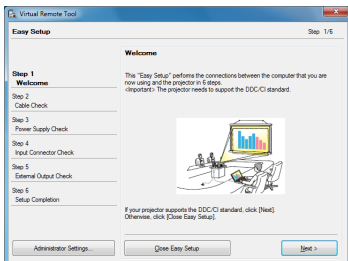 Virtual Remote Tool
Easy Setup
Step 1/6
Step 1
Welcome
Step 2
Cable Check
Step 3
Power Supply Check
Step 4
Input Connector Check
Step 5
External Output Check
Step 6
Setup Completion
Welcome
This "Easy Setup" performs the connections between the computer that you are
now using and the projector in 6 steps.
<Important> The projector needs to support the DDC/CI standard.
If your projector supports the DDC/CI standard, click [Next].
Otherwise, click [Close Easy Setup].
Administrator Settings...
Close Easy Setup
Next >